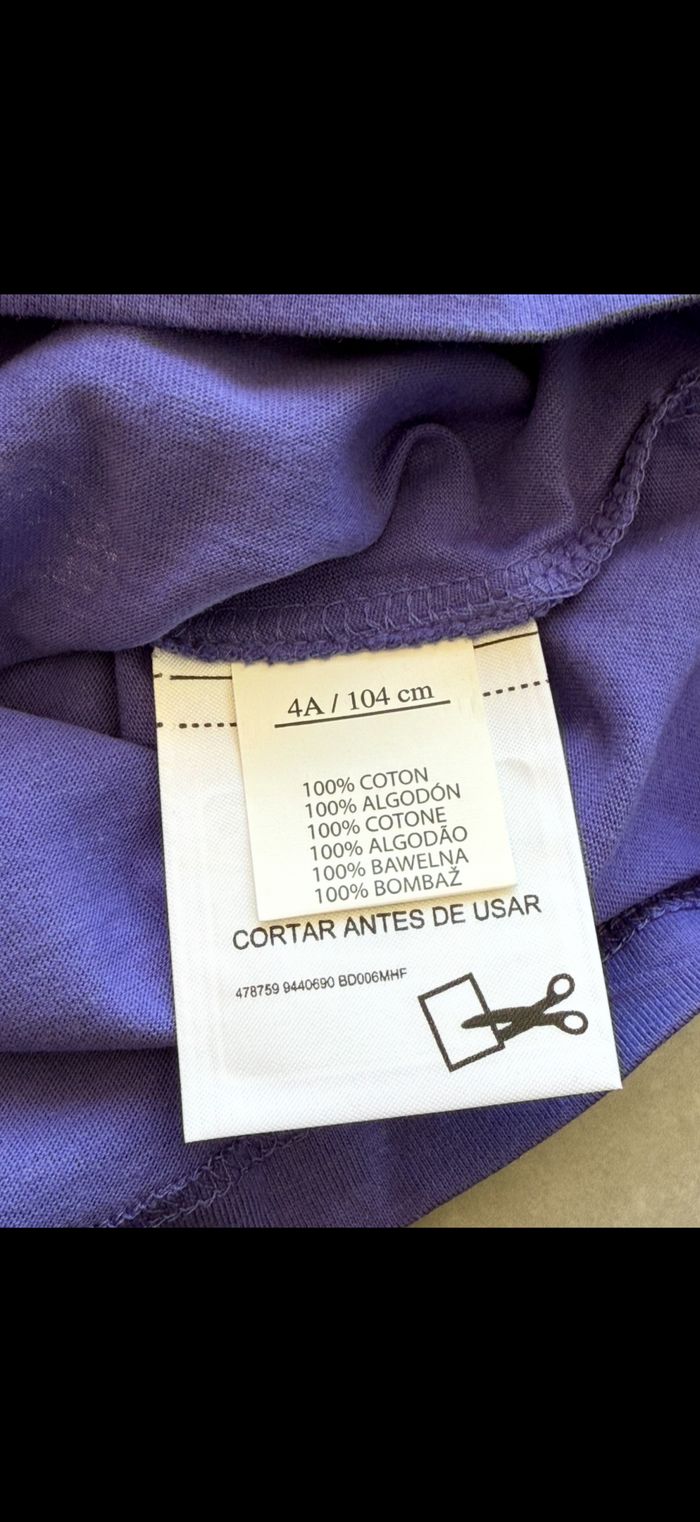 4A / 104 cm
100% COTON
100% ALGODÓN
100% COTONE
100% ALGODÃO
100% BAWELNA
100% BOMBAŽ
CORTAR ANTES DE USAR
478759 9440690 BD006MHF